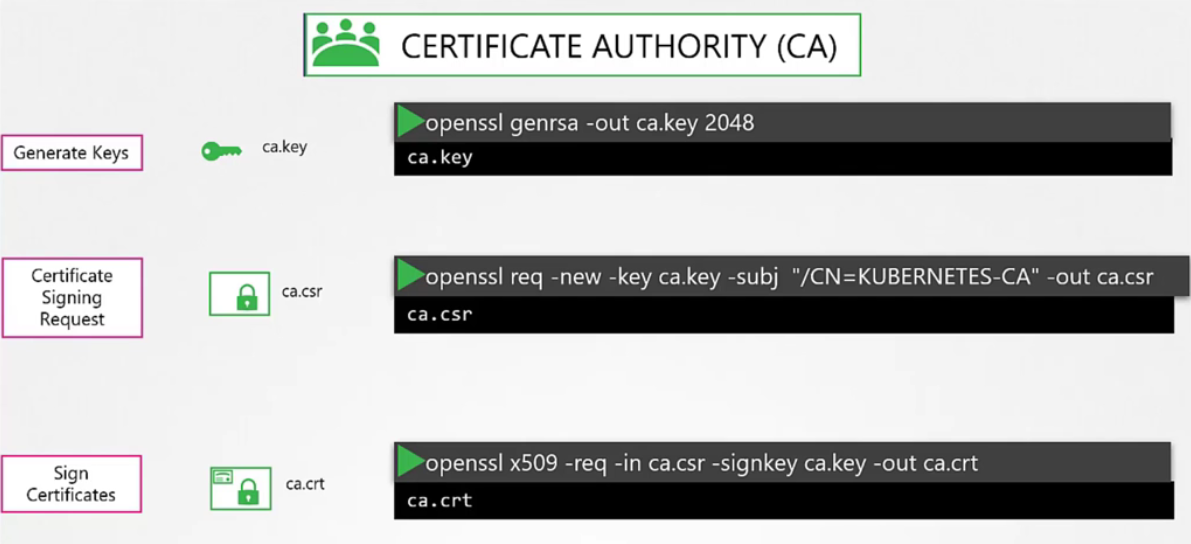 CERTIFICATE AUTHORITY (CA)
Generate Keys
ca.key
openssl genrsa -out ca.key 2048
ca.key
Certificate
Signing
Request
ca.csr
openssl req -new -key ca.key -subj "/CN=KUBERNETES-CA" -out ca.csr
ca.csr
Sign
Certificates
ca.crt
openssl x509 -req -in ca.csr -signkey ca.key -out ca.crt
ca.crt